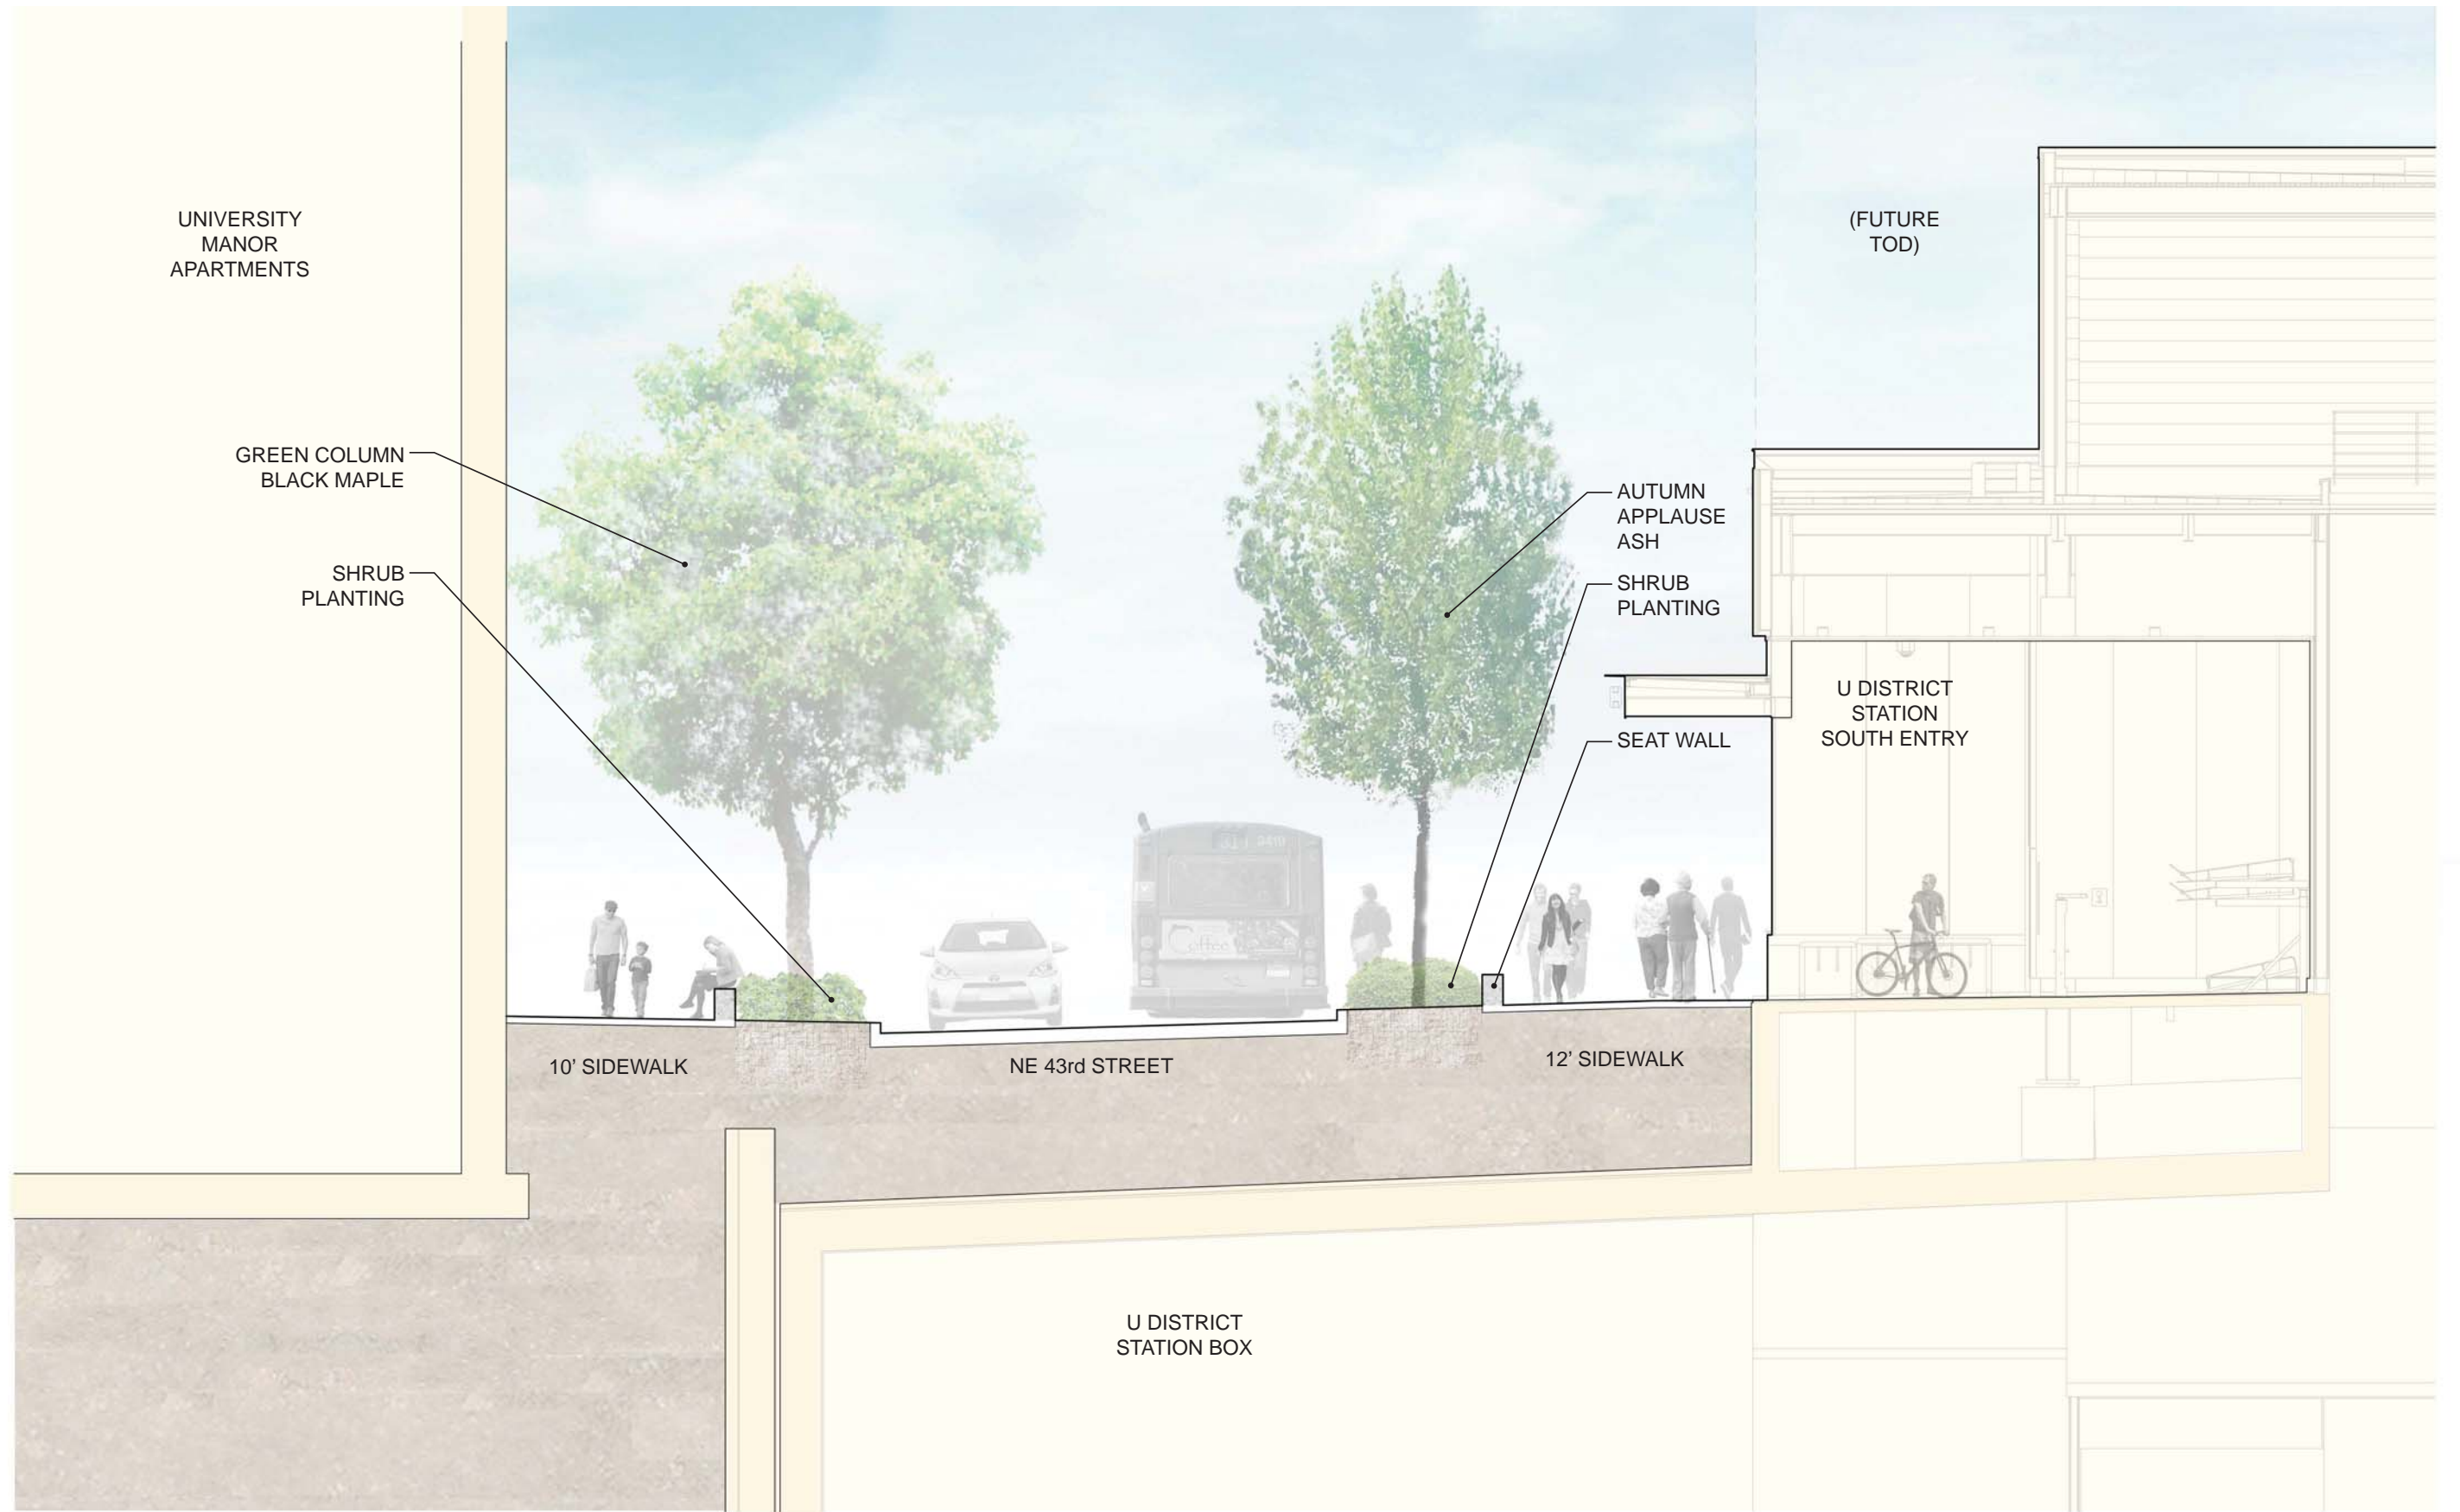 UNIVERSITY
MANOR
APARTMENTS
(FUTURE
TOD)
GREEN COLUMN
BLACK MAPLE
SHRUB
PLANTING
AUTUMN
APPLAUSE
ASH
SHRUB
PLANTING
SEAT WALL
U DISTRICT
STATION
SOUTH ENTRY
Coffee
10’ SIDEWALK
NE 43rd STREET
12’ SIDEWALK
U DISTRICT
STATION BOX